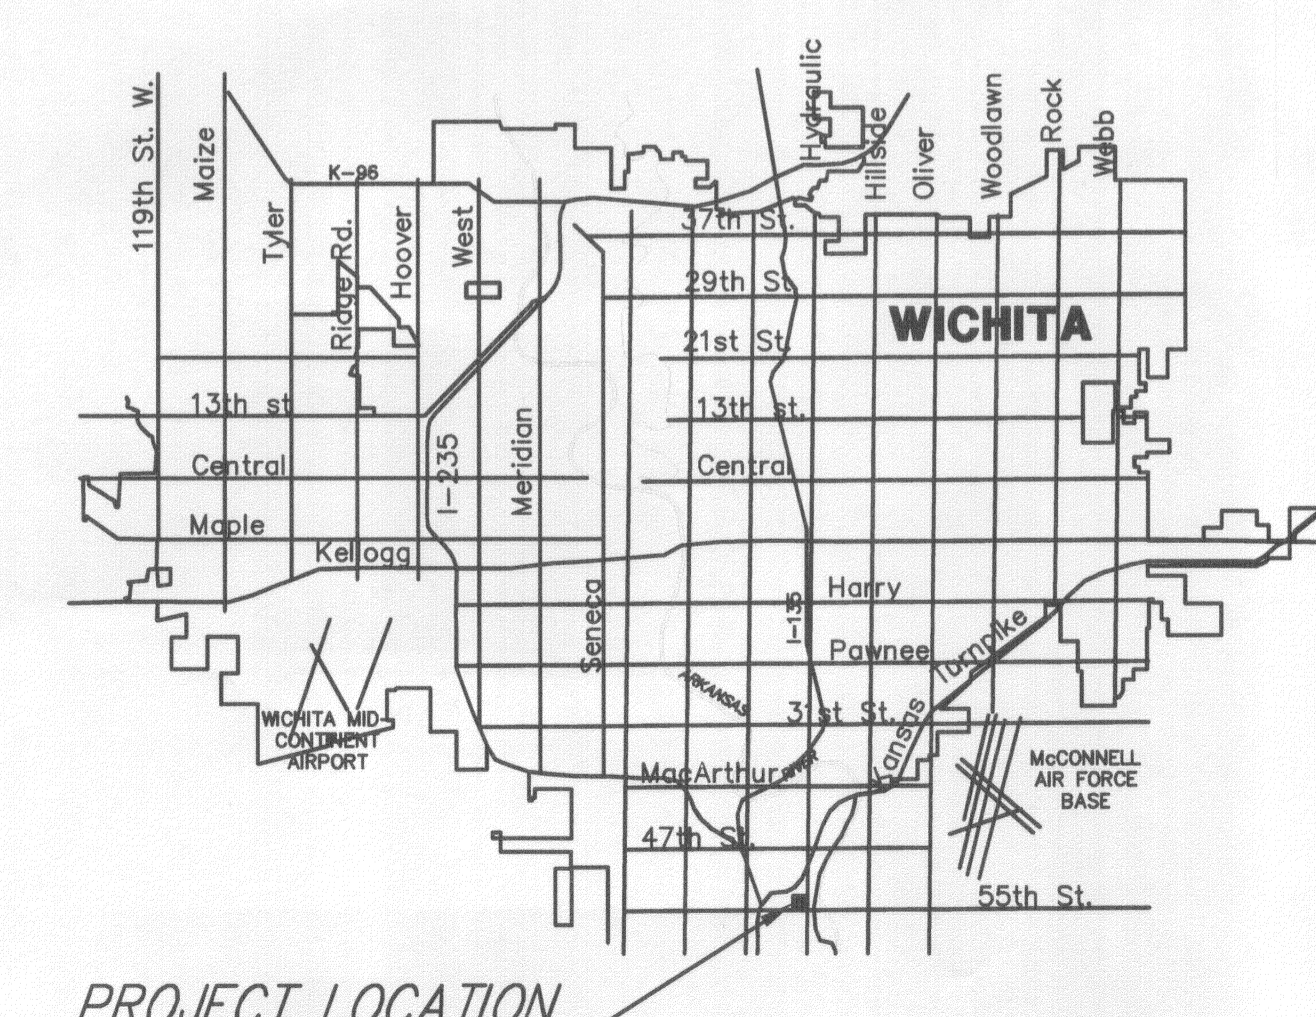 119th St. W.
Maize
Tyler
K-96
Ridge Rd.
Hoover
West
Hydraulic
Hillside
Oliver
Woodlawn
Rock
Webb
37th St.
29th St.
WICHITA
21st St.
13th st.
13th st.
Central
Central
I-235
Meridian
Maple
Kellogg
Seneca
I-135
Harry
Pawnee
Turnpike
ARKANSAS
31st St.
Kansas
WICHITA MID-
CONTINENT
AIRPORT
MacArthur
RIVER
McCONNELL
AIR FORCE
BASE
47th St.
55th St.
PROJECT LOCATION